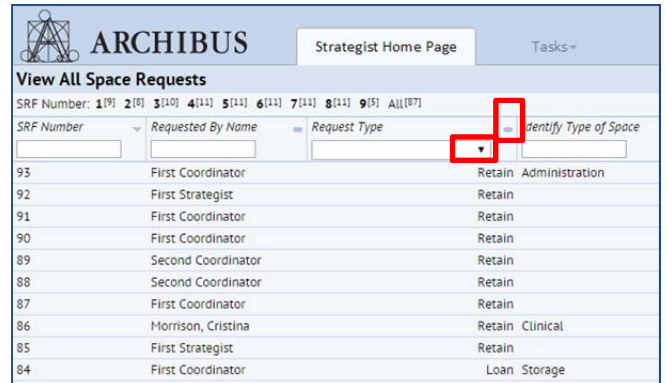 ARCHIBUS Strategist Home Page Tasks
View All Space Requests
SRF Number: 1[9] 2[8] 3[10] 4[11] 5[11] 6[11] 7[11] 8[11] 9[5] All[87]
SRF Number Requested By Name Request Type Identify Type of Space
93 First Coordinator Retain Administration
92 First Strategist Retain
91 First Coordinator Retain
90 First Coordinator Retain
89 Second Coordinator Retain
88 Second Coordinator Retain
87 First Coordinator Retain
86 Morrison, Cristina Retain Clinical
85 First Strategist Retain
84 First Coordinator Loan Storage